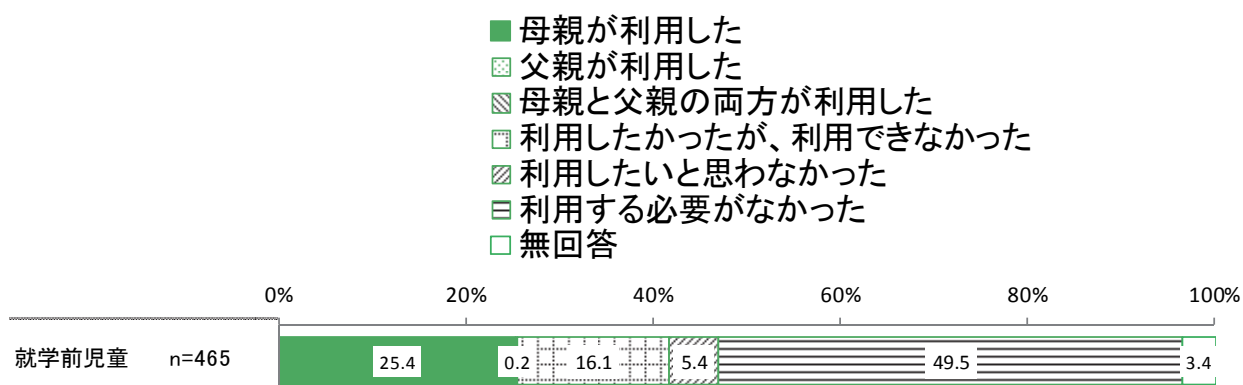 母親が利用した
父親が利用した
母親と父親の両方が利用した
利用したかったが、利用できなかった
利用したいと思わなかった
利用する必要がなかった
無回答
0% 20% 40% 60% 80% 100%
就学前児童 n=465 25.4 0.2 16.1 5.4 49.5 3.4